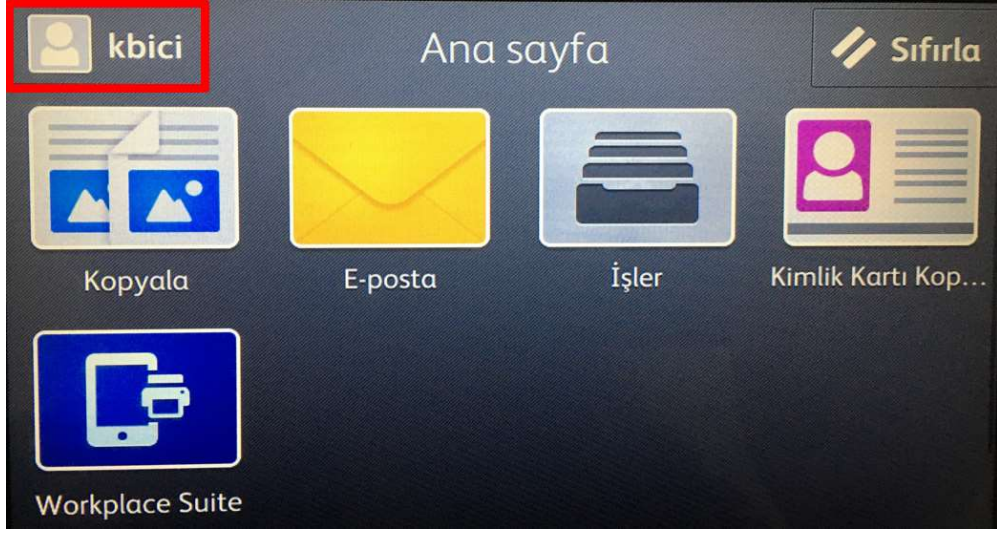 kbici
Ana sayfa
Sıfırla
Kopyala
E-posta
İşler
Kimlik Kartı Kop...
Workplace Suite